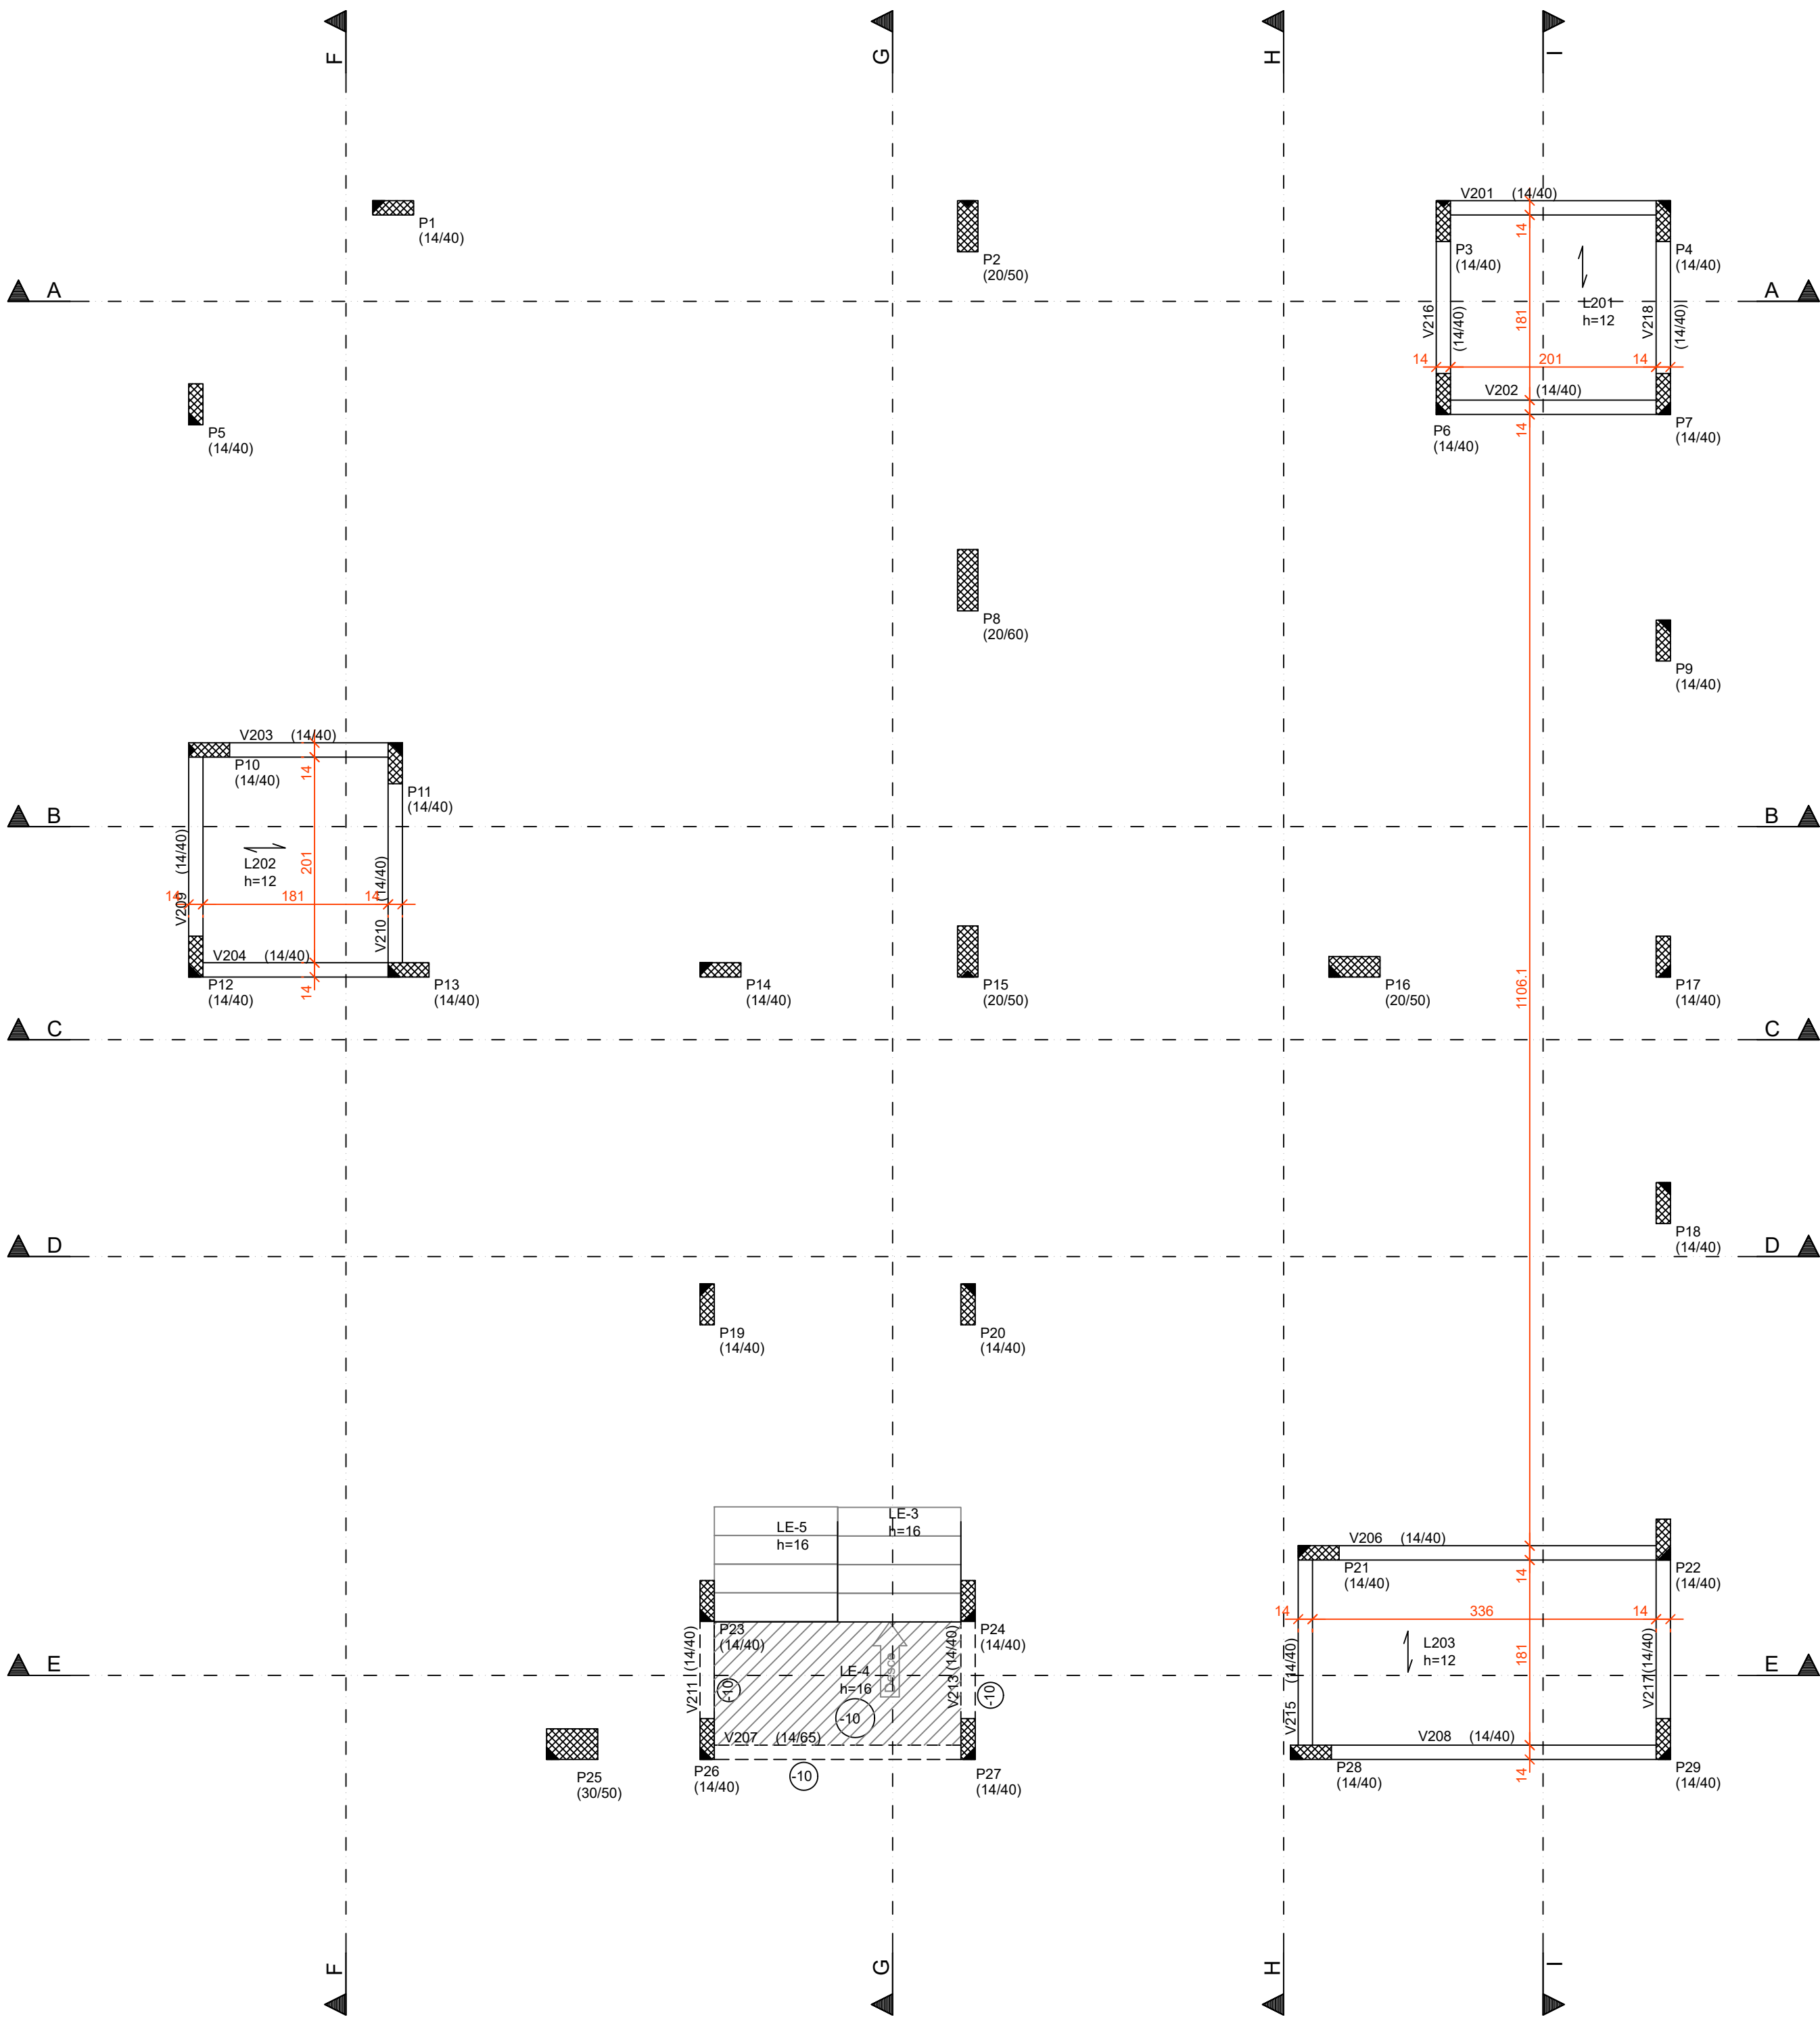 F
G
H
I
V201 (14/40)
14
P1
(14/40)
P2
(20/50)
P3
(14/40)
P4
(14/40)
A
A
L201
h=12
V216
(14/40)
181
V218
(14/40)
14
201
14
V202 (14/40)
14
P5
(14/40)
P6
(14/40)
P7
(14/40)
P8
(20/60)
P9
(14/40)
V203 (14/40)
14
P10
(14/40)
P11
(14/40)
B
B
L202
h=12
V209
(14/40)
201
V210
(14/40)
14
181
14
V204 (14/40)
14
P12
(14/40)
P13
(14/40)
P14
(14/40)
P15
(20/50)
1106.1
P16
(20/50)
P17
(14/40)
C
C
P18
(14/40)
D
D
P19
(14/40)
P20
(14/40)
LE-5
h=16
LE-3
h=16
V206 (14/40)
14
P21
(14/40)
P22
(14/40)
14
336
14
P23
(14/40)
P24
(14/40)
V211 (14/40)
V213 (14/40)
LE-4
h=16
Desce
-10
-10
-10
V215
(14/40)
L203
h=12
181
V217
(14/40)
E
E
V207 (14/65)
V208 (14/40)
14
P25
(30/50)
P26
(14/40)
-10
P27
(14/40)
P28
(14/40)
P29
(14/40)
F
G
H
I